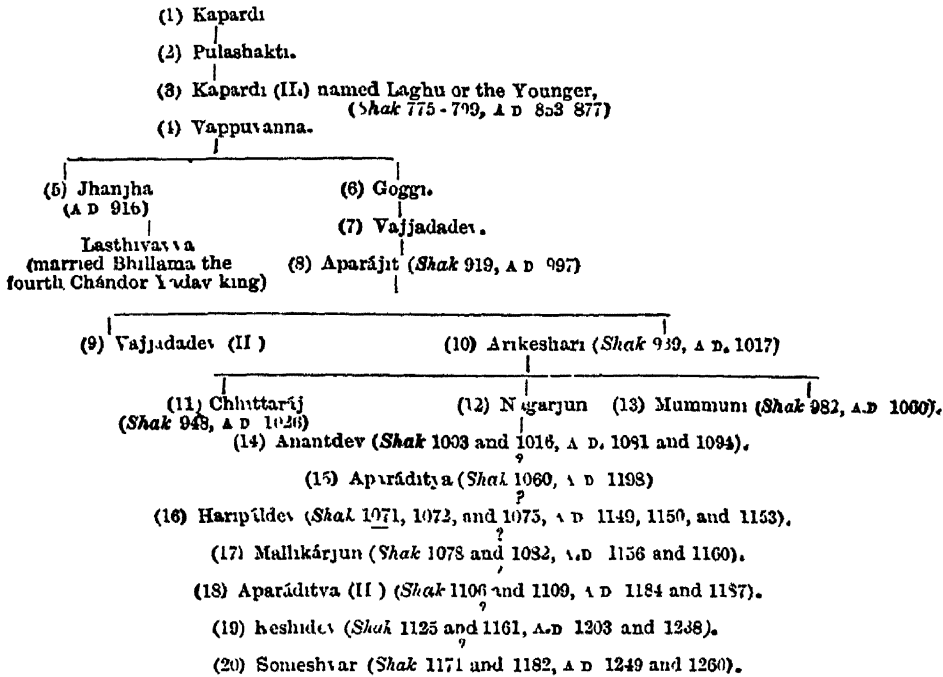 (1) Kapardi
(2) Pulashakti.
(3) Kapardi (II.) named Laghu or the Younger,
(Shak 775-799, A D 853 877)
(4) Vappuvanna.
(5) Jhanjha
(A D 916)
(6) Goggi.
(7) Vajjadadev.
Lasthivavva
(married Bhillama the
fourth Chándor Yadav king)
(8) Aparájit (Shak 919, A D 997)
(9) Vajjadadev (II )
(10) Arikeshari (Shak 939, A D. 1017)
(11) Chhittaráj
(Shak 948, A D 1026)
(12) Nágarjun
(13) Mummuni (Shak 982, A.D 1060).
(14) Anantdev (Shak 1003 and 1016, A D. 1081 and 1094).
?
(15) Aparáditya (Shak 1060, A D 1198)
?
(16) Haripáldev (Shak 1071, 1072, and 1075, A D 1149, 1150, and 1153).
?
(17) Mallikárjun (Shak 1078 and 1082, A.D 1156 and 1160).
(18) Aparáditya (II ) (Shak 1106 and 1109, A D 1184 and 1187).
?
(19) Keshidev (Shak 1125 and 1161, A.D 1203 and 1238).
?
(20) Someshvar (Shak 1171 and 1182, A D 1249 and 1260).